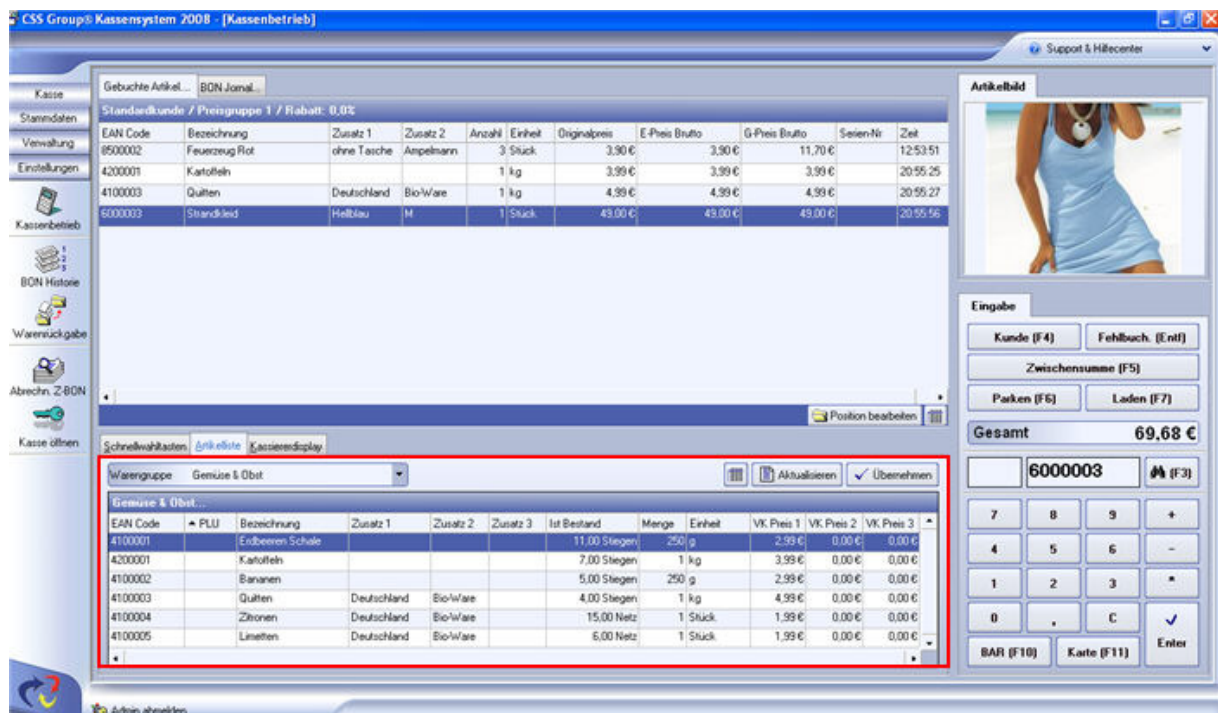 CSS Group® Kassensystem 2008 - [Kassenbetrieb]
Support & Hilfecenter
Kasse
Stammdaten
Verwaltung
Einstellungen
Kassenbetrieb
BON Historie
Warenrückgabe
Abrechn. Z-BON
Kasse öffnen
Gebuchte Artikel... BON Jornal...
Standardkunde / Preisgruppe 1 / Rabatt: 0,0%
EAN Code Bezeichnung Zusatz 1 Zusatz 2 Anzahl Einheit Originalpreis E-Preis Brutto G-Preis Brutto Serien-Nr Zeit
8500002 Feuerzeug Rot ohne Tasche Ampelmann 3 Stück 3,90 € 3,90 € 11,70 € 12:53:51
4200001 Kartoffeln 1 kg 3,99 € 3,99 € 3,99 € 20:55:25
4100003 Quitten Deutschland Bio-Ware 1 kg 4,99 € 4,99 € 4,99 € 20:55:27
6000003 Strandkleid Hellblau M 1 Stück 49,00 € 49,00 € 49,00 € 20:55:56
Position bearbeiten
Schnellwahltasten Artikelliste Kassiererdisplay
Warengruppe Gemüse & Obst Aktualisieren Übernehmen
Gemüse & Obst...
EAN Code PLU Bezeichnung Zusatz 1 Zusatz 2 Zusatz 3 Ist Bestand Menge Einheit VK Preis 1 VK Preis 2 VK Preis 3
4100001 Erdbeeren Schale 11,00 Stiegen 250 g 2,99 € 0,00 € 0,00 €
4200001 Kartoffeln 7,00 Stiegen 1 kg 3,99 € 0,00 € 0,00 €
4100002 Bananen 5,00 Stiegen 250 g 2,99 € 0,00 € 0,00 €
4100003 Quitten Deutschland Bio-Ware 4,00 Stiegen 1 kg 4,99 € 0,00 € 0,00 €
4100004 Zitronen Deutschland Bio-Ware 15,00 Netz 1 Stück 1,99 € 0,00 € 0,00 €
4100005 Limetten Deutschland Bio-Ware 6,00 Netz 1 Stück 1,99 € 0,00 € 0,00 €
Artikelbild
Eingabe
Kunde (F4) Fehlbuch. (Entf)
Zwischensumme (F5)
Parken (F6) Laden (F7)
Gesamt 69,68 €
6000003 (F3)
7 8 9 +
4 5 6 -
1 2 3 *
0 . C
Enter
BAR (F10) Karte (F11)
Admin abmelden